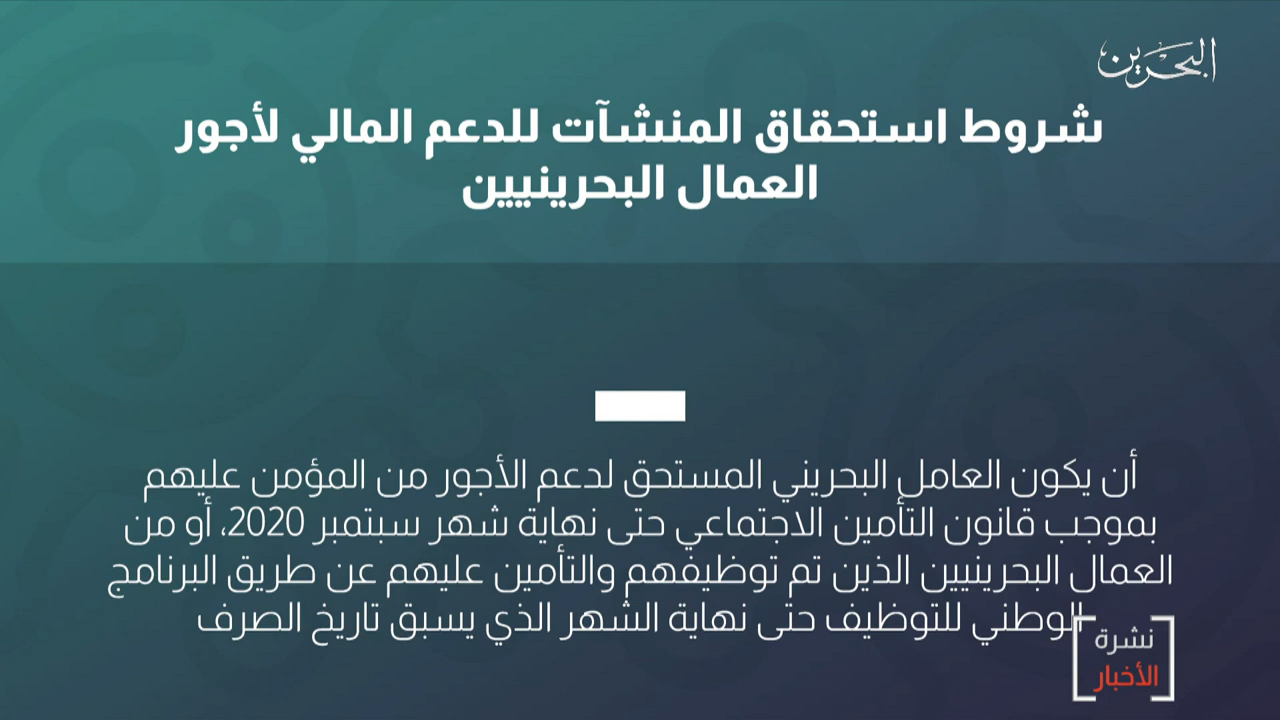 البحرين
شروط استحقاق المنشآت للدعم المالي لأجور
العمال البحرينيين
أن يكون العامل البحريني المستحق لدعم الأجور من المؤمن عليهم
بموجب قانون التأمين الاجتماعي حتى نهاية شهر سبتمبر 2020، أو من
العمال البحرينيين الذين تم توظيفهم والتأمين عليهم عن طريق البرنامج
الوطني للتوظيف حتى نهاية الشهر الذي يسبق تاريخ الصرف
نشرة
الأخبار